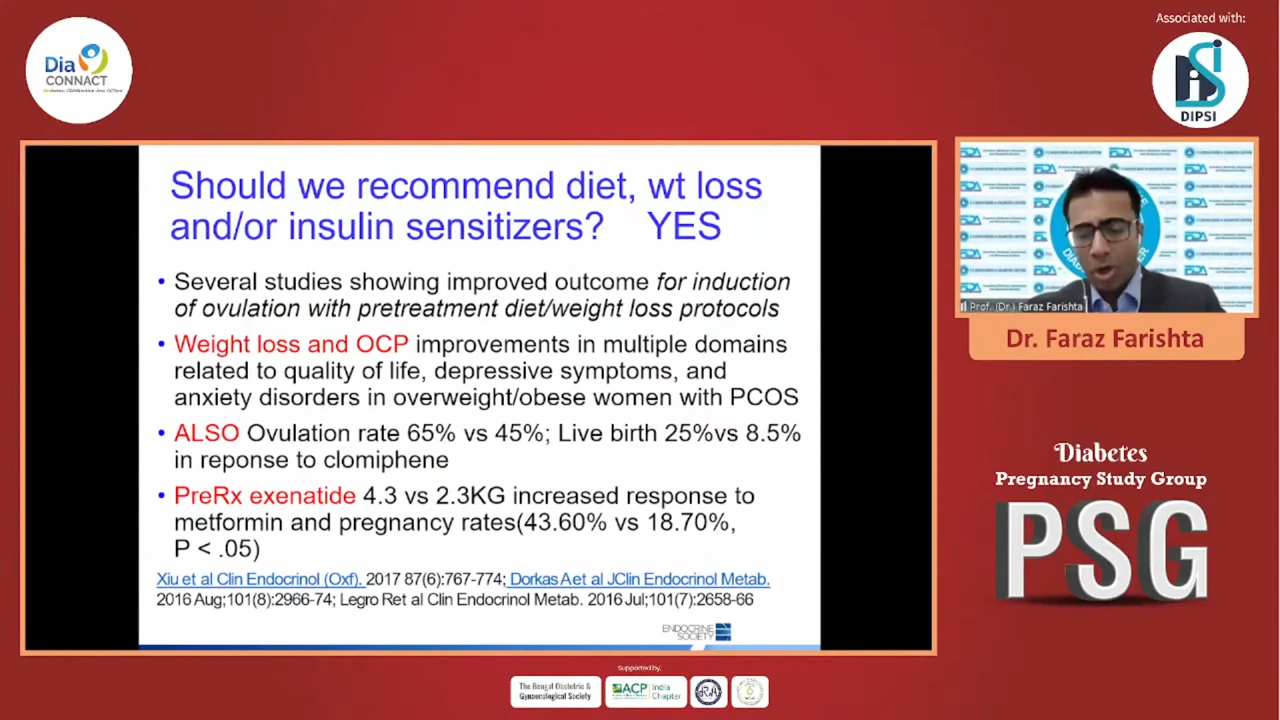 Associated with:
Dia
CONNACT
DIPSI
Should we recommend diet, wt loss
and/or insulin sensitizers? YES
• Several studies showing improved outcome for induction
of ovulation with pretreatment diet/weight loss protocols
• Weight loss and OCP improvements in multiple domains
related to quality of life, depressive symptoms, and
anxiety disorders in overweight/obese women with PCOS
• ALSO Ovulation rate 65% vs 45%; Live birth 25%vs 8.5%
in reponse to clomiphene
• PreRx exenatide 4.3 vs 2.3KG increased response to
metformin and pregnancy rates(43.60% vs 18.70%,
P < .05)
Xiu et al Clin Endocrinol (Oxf). 2017 87(6):767-774; Dorkas Aet al JClin Endocrinol Metab.
2016 Aug;101(8):2966-74; Legro Ret al Clin Endocrinol Metab. 2016 Jul;101(7):2658-66
ENDOCRINE
SOCIETY
Prof. (Dr.) Faraz Farishta
Dr. Faraz Farishta
Diabetes
Pregnancy Study Group
PSG
Supported by:
The Bengal Obstetric &
Gynaecological Society
ACP India
Chapter